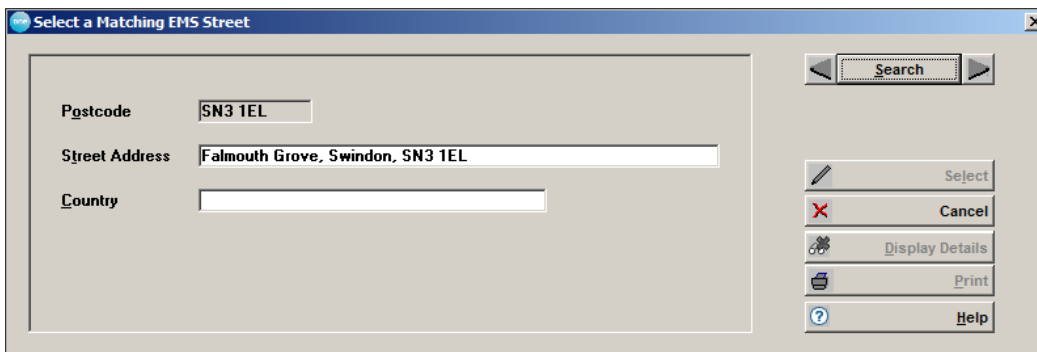 Select a Matching EMS Street
Search
Postcode SN3 1EL
Street Address Falmouth Grove, Swindon, SN3 1EL
Country
Select
Cancel
Display Details
Print
Help